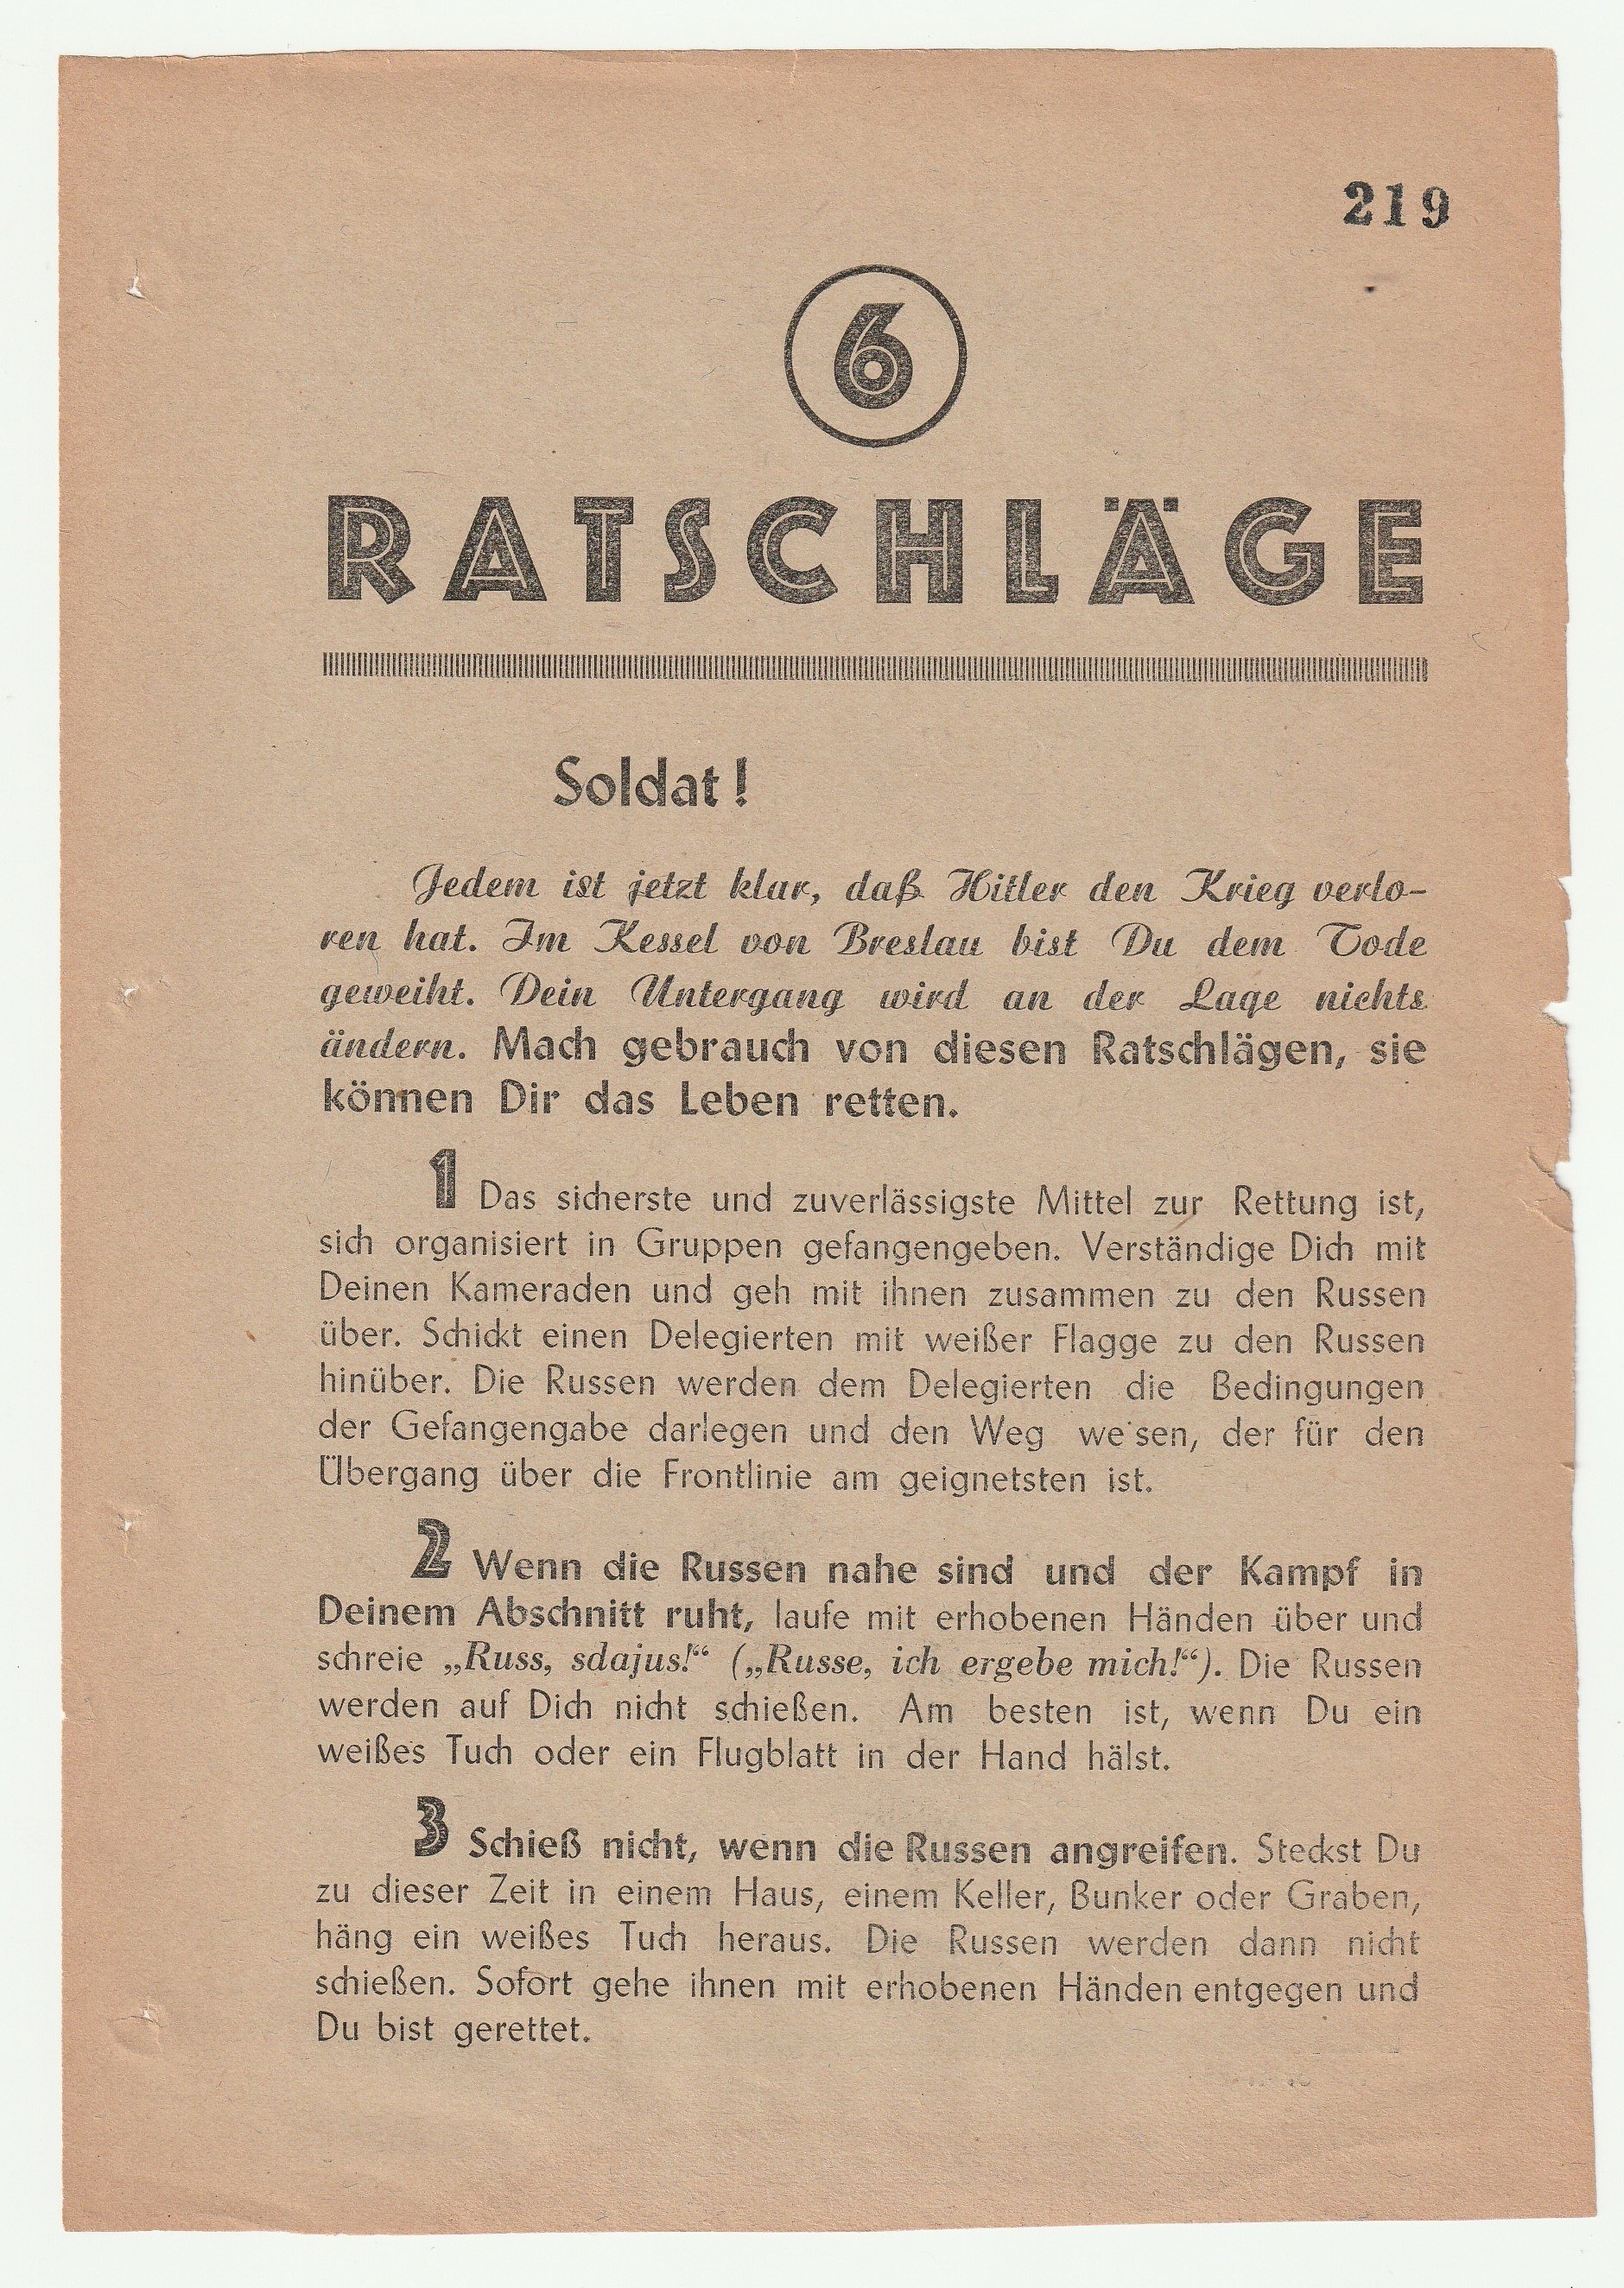 219
6
RATSCHLÄGE
Soldat!
Jedem ist jetzt klar, daß Hitler den Krieg verlo-
ren hat. Im Kessel von Breslau bist Du dem Tode
geweiht. Dein Untergang wird an der Lage nichts
ändern. Mach gebrauch von diesen Ratschlägen, sie
können Dir das Leben retten.
1 Das sicherste und zuverlässigste Mittel zur Rettung ist,
sich organisiert in Gruppen gefangengeben. Verständige Dich mit
Deinen Kameraden und geh mit ihnen zusammen zu den Russen
über. Schickt einen Delegierten mit weißer Flagge zu den Russen
hinüber. Die Russen werden dem Delegierten die Bedingungen
der Gefangengabe darlegen und den Weg weisen, der für den
Übergang über die Frontlinie am geignetsten ist.
2 Wenn die Russen nahe sind und der Kampf in
Deinem Abschnitt ruht, laufe mit erhobenen Händen über und
schreie „Russ, sdajus!“ („Russe, ich ergebe mich!“). Die Russen
werden auf Dich nicht schießen. Am besten ist, wenn Du ein
weißes Tuch oder ein Flugblatt in der Hand hälst.
3 Schieß nicht, wenn die Russen angreifen. Steckst Du
zu dieser Zeit in einem Haus, einem Keller, Bunker oder Graben,
häng ein weißes Tuch heraus. Die Russen werden dann nicht
schießen. Sofort gehe ihnen mit erhobenen Händen entgegen und
Du bist gerettet.